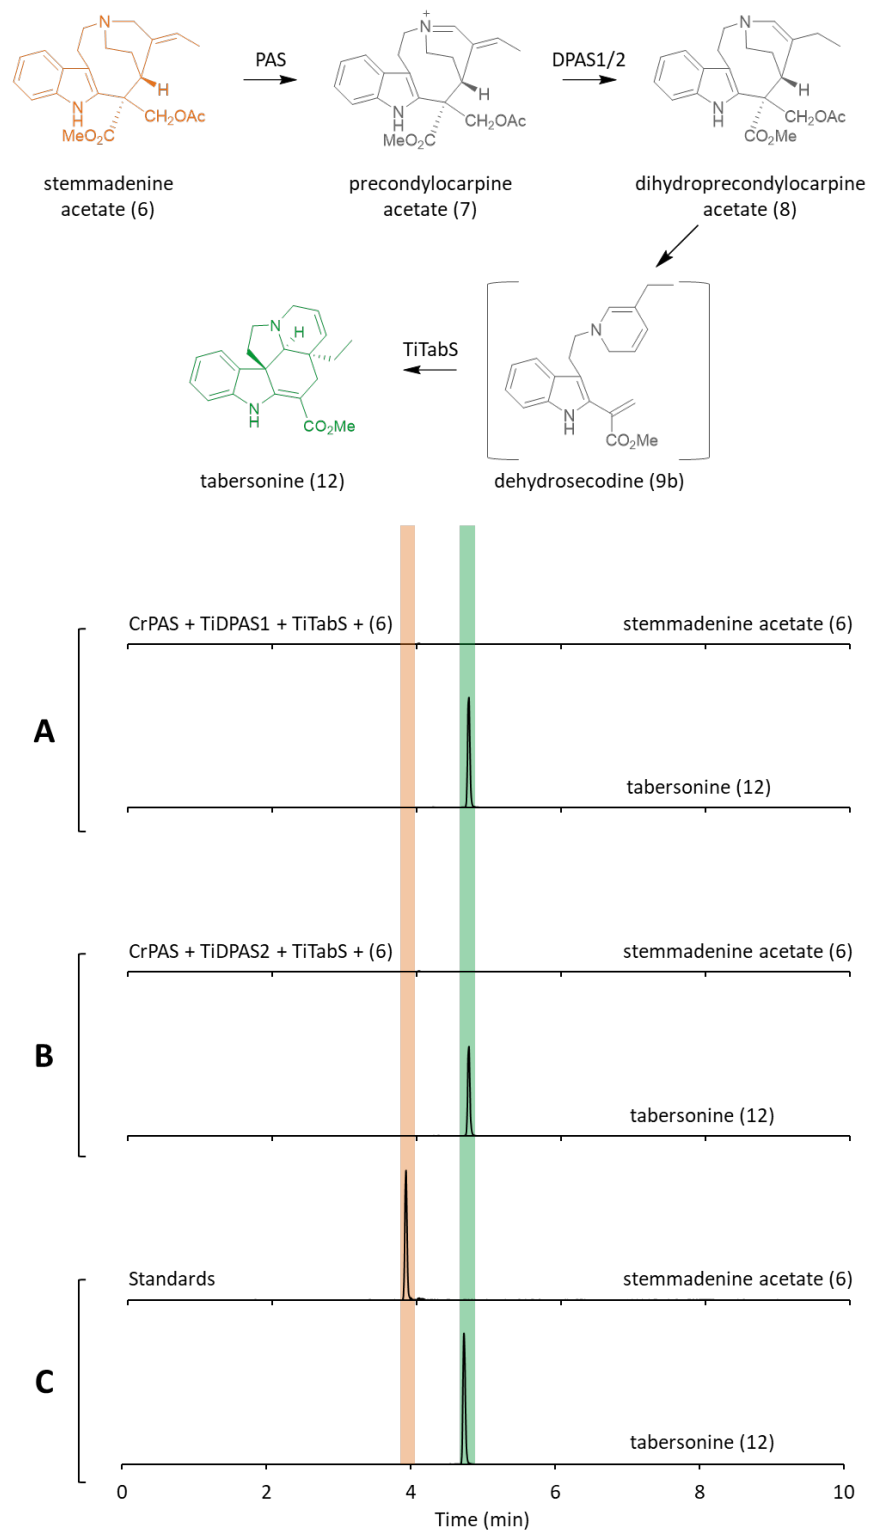 PAS
DPAS1/2
N
H
N
H
MeO2C
CH2OAc
N
+
H
N
H
MeO2C
CH2OAc
N
H
N
H
CO2Me
CH2OAc
stemmadenine
acetate (6)
precondylocarpine
acetate (7)
dihydroprecondylocarpine
acetate (8)
N
H
N
H
CO2Me
TiTabS
N
N
H
CO2Me
tabersonine (12)
dehydrosecodine (9b)
A
CrPAS + TiDPAS1 + TiTabS + (6)
stemmadenine acetate (6)
tabersonine (12)
B
CrPAS + TiDPAS2 + TiTabS + (6)
stemmadenine acetate (6)
tabersonine (12)
C
Standards
stemmadenine acetate (6)
tabersonine (12)
0 2 4 6 8 10
Time (min)